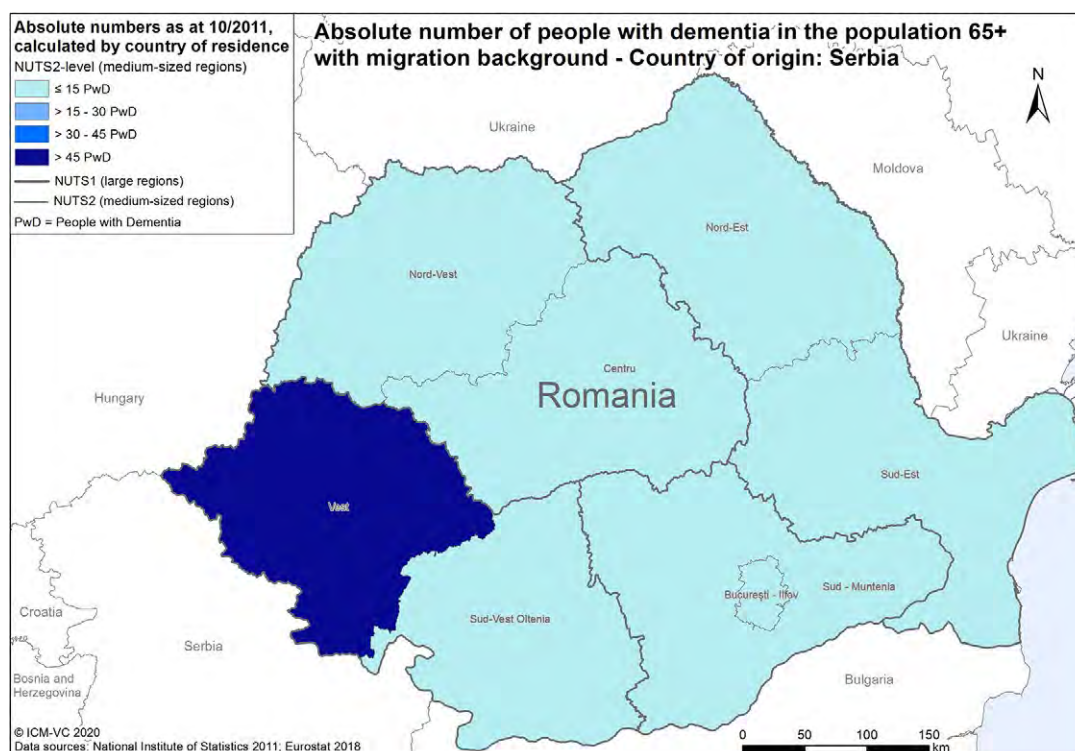 Absolute numbers as at 10/2011,
calculated by country of residence
NUTS2-level (medium-sized regions)
≤ 15 PwD
> 15 - 30 PwD
> 30 - 45 PwD
> 45 PwD
NUTS1 (large regions)
NUTS2 (medium-sized regions)
PwD = People with Dementia
Absolute number of people with dementia in the population 65+
with migration background - Country of origin: Serbia
N
Ukraine
Moldova
Nord-Est
Nord-Vest
Ukraine
Centru
Romania
Hungary
Sud-Est
Vest
Sud - Muntenia
Bucureşti - Ilfov
Croatia
Sud-Vest Oltenia
Serbia
Bosnia and
Herzegovina
Bulgaria
© ICM-VC 2020
Data sources: National Institute of Statistics 2011; Eurostat 2018
0 50 100 150
km